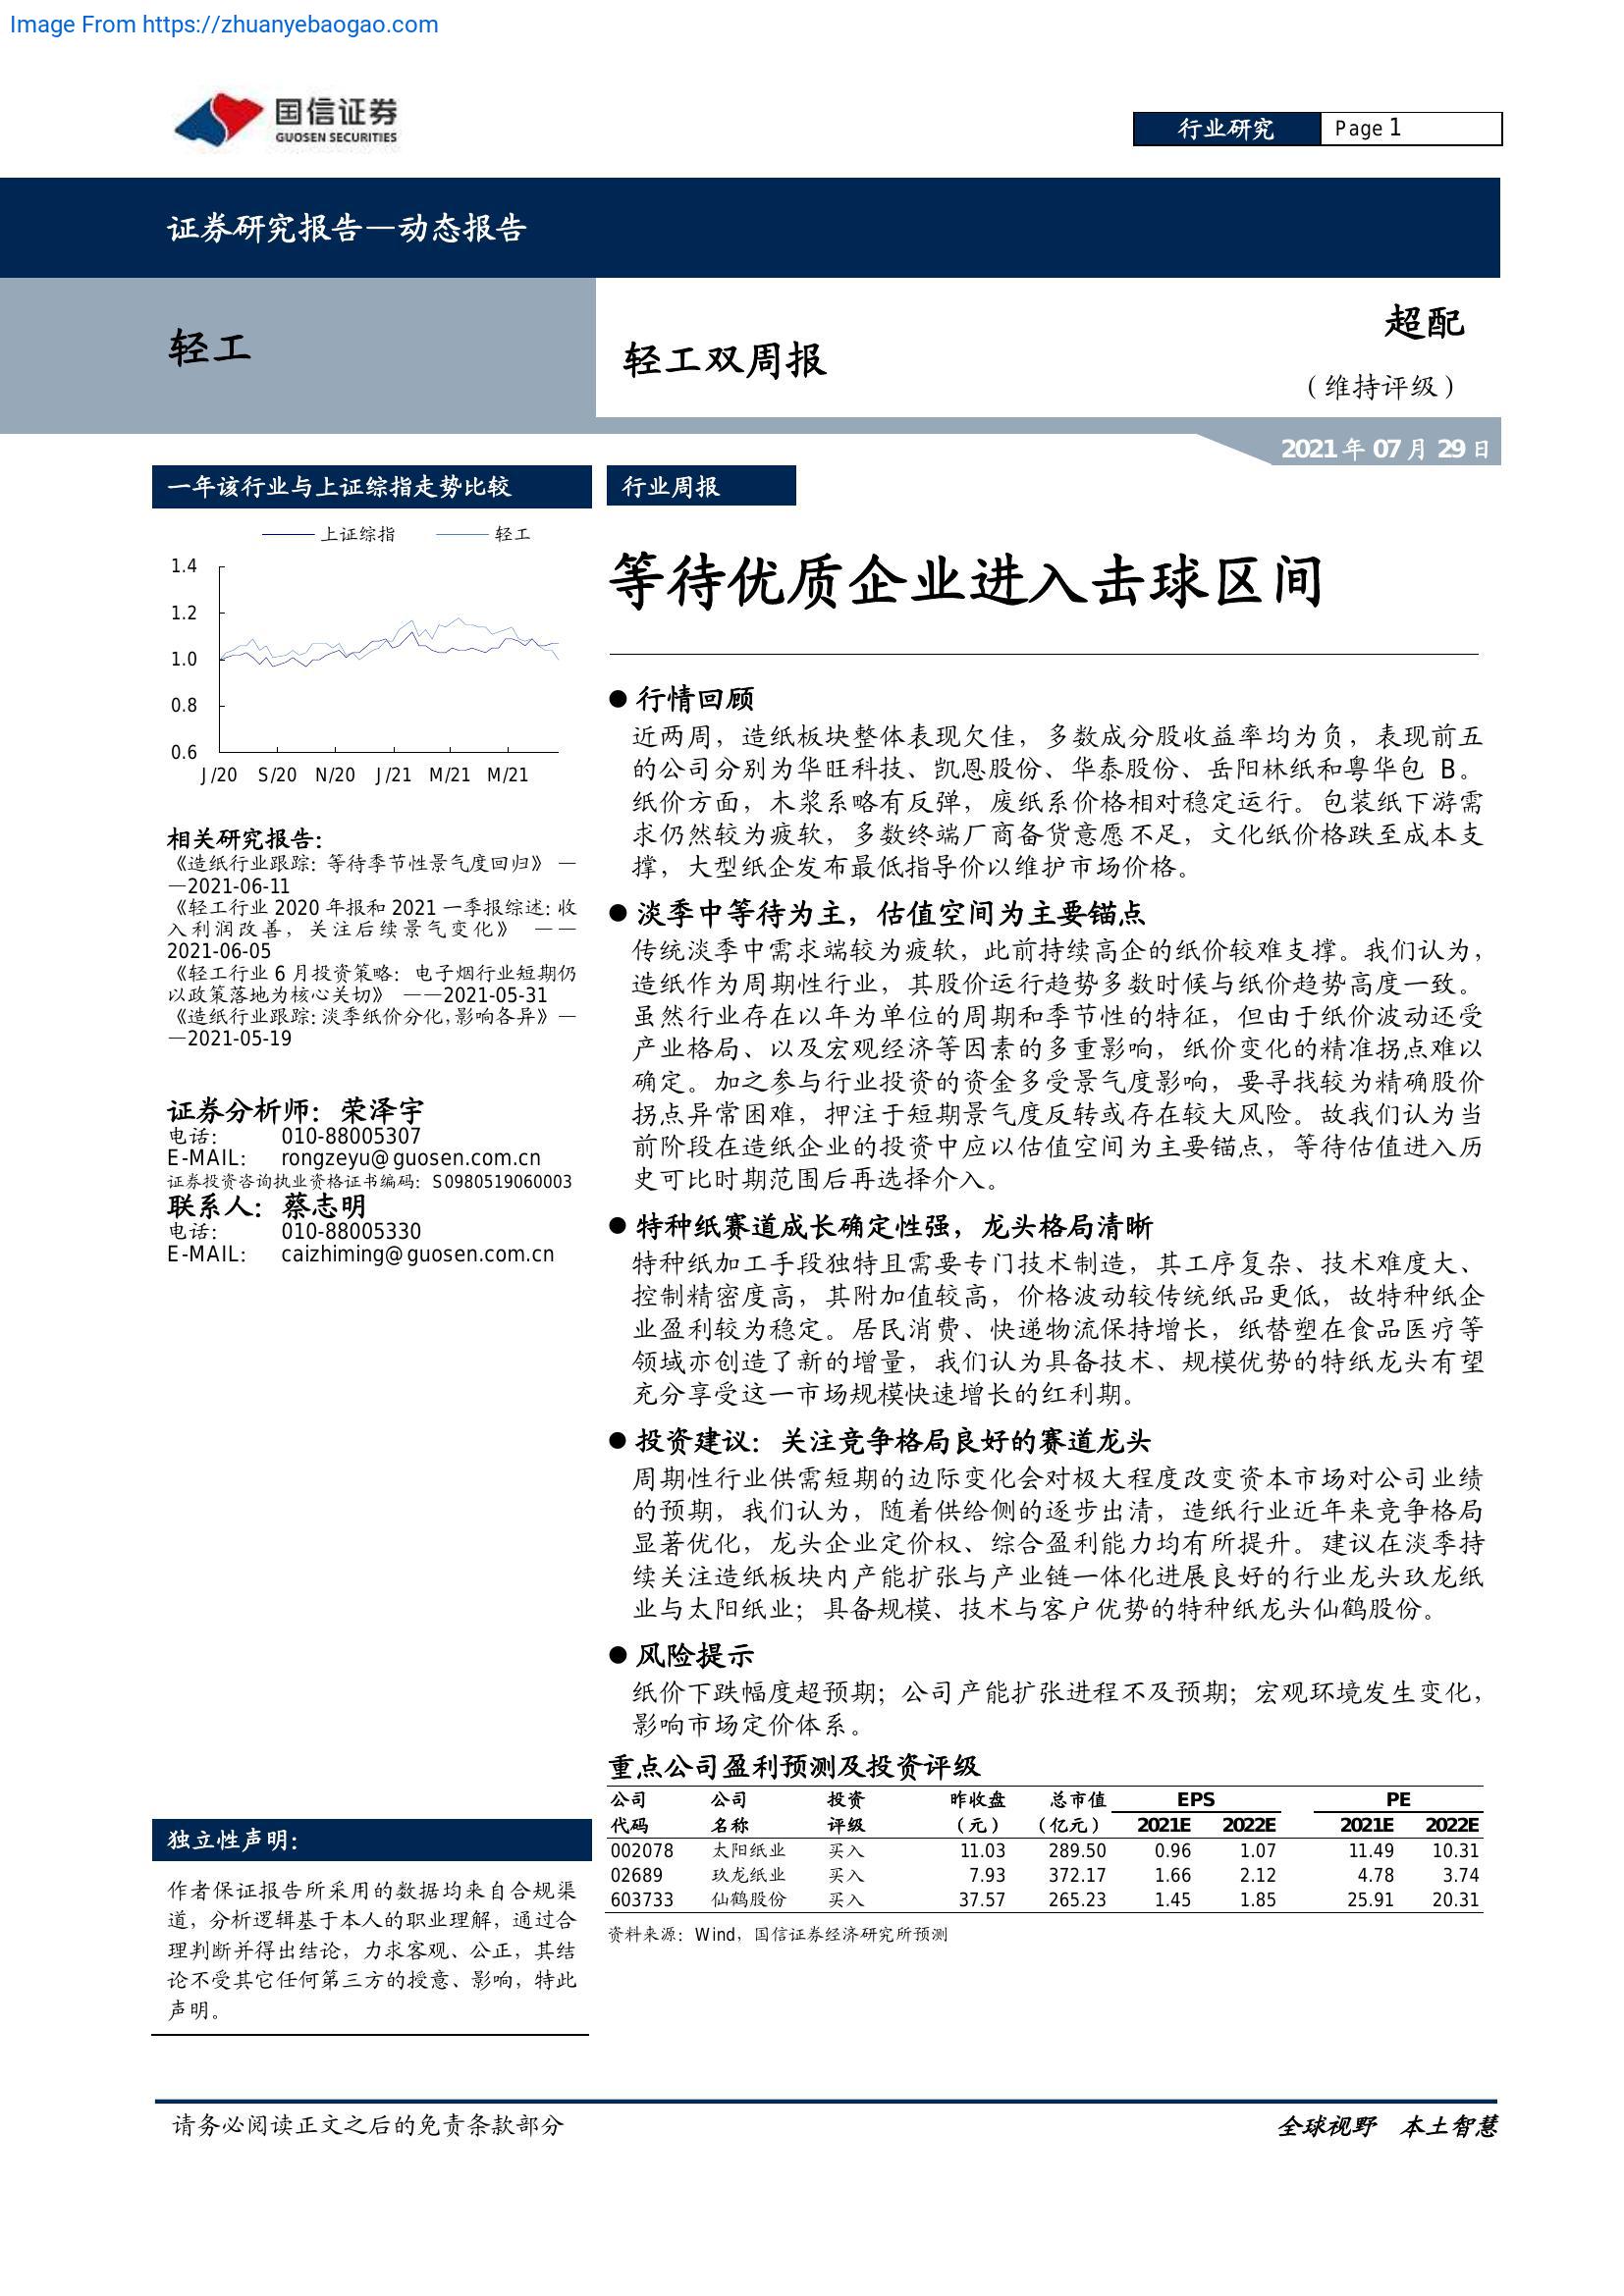 Image From https://zhuanyebaogao.com
国信证券
GUOSEN SECURITIES
行业研究
Page 1
证券研究报告—动态报告
轻工
轻工双周报
超配
（维持评级）
2021 年 07 月 29 日
一年该行业与上证综指走势比较
上证综指 轻工
1.4
1.2
1.0
0.8
0.6
J/20 S/20 N/20 J/21 M/21 M/21
相关研究报告：
《造纸行业跟踪：等待季节性景气度回归》 —
—2021-06-11
《轻工行业 2020 年报和 2021 一季报综述：收
入利润改善，关注后续景气变化》 ——
2021-06-05
《轻工行业 6 月投资策略：电子烟行业短期仍
以政策落地为核心关切》 ——2021-05-31
《造纸行业跟踪：淡季纸价分化，影响各异》—
—2021-05-19
证券分析师：荣泽宇
电话： 010-88005307
E-MAIL: rongzeyu@guosen.com.cn
证券投资咨询执业资格证书编码：S0980519060003
联系人：蔡志明
电话： 010-88005330
E-MAIL: caizhiming@guosen.com.cn
独立性声明：
作者保证报告所采用的数据均来自合规渠
道，分析逻辑基于本人的职业理解，通过合
理判断并得出结论，力求客观、公正，其结
论不受其它任何第三方的授意、影响，特此
声明。
行业周报
等待优质企业进入击球区间
● 行情回顾
近两周，造纸板块整体表现欠佳，多数成分股收益率均为负，表现前五
的公司分别为华旺科技、凯恩股份、华泰股份、岳阳林纸和粤华包 B。
纸价方面，木浆系略有反弹，废纸系价格相对稳定运行。包装纸下游需
求仍然较为疲软，多数终端厂商备货意愿不足，文化纸价格跌至成本支
撑，大型纸企发布最低指导价以维护市场价格。
● 淡季中等待为主，估值空间为主要锚点
传统淡季中需求端较为疲软，此前持续高企的纸价较难支撑。我们认为，
造纸作为周期性行业，其股价运行趋势多数时候与纸价趋势高度一致。
虽然行业存在以年为单位的周期和季节性的特征，但由于纸价波动还受
产业格局、以及宏观经济等因素的多重影响，纸价变化的精准拐点难以
确定。加之参与行业投资的资金多受景气度影响，要寻找较为精确股价
拐点异常困难，押注于短期景气度反转或存在较大风险。故我们认为当
前阶段在造纸企业的投资中应以估值空间为主要锚点，等待估值进入历
史可比时期范围后再选择介入。
● 特种纸赛道成长确定性强，龙头格局清晰
特种纸加工手段独特且需要专门技术制造，其工序复杂、技术难度大、
控制精密度高，其附加值较高，价格波动较传统纸品更低，故特种纸企
业盈利较为稳定。居民消费、快递物流保持增长，纸替塑在食品医疗等
领域亦创造了新的增量，我们认为具备技术、规模优势的特纸龙头有望
充分享受这一市场规模快速增长的红利期。
● 投资建议：关注竞争格局良好的赛道龙头
周期性行业供需短期的边际变化会对极大程度改变资本市场对公司业绩
的预期，我们认为，随着供给侧的逐步出清，造纸行业近年来竞争格局
显著优化，龙头企业定价权、综合盈利能力均有所提升。建议在淡季持
续关注造纸板块内产能扩张与产业链一体化进展良好的行业龙头玖龙纸
业与太阳纸业；具备规模、技术与客户优势的特种纸龙头仙鹤股份。
● 风险提示
纸价下跌幅度超预期；公司产能扩张进程不及预期；宏观环境发生变化，
影响市场定价体系。
重点公司盈利预测及投资评级
公司 公司 投资 昨收盘 总市值 EPS PE
代码 名称 评级 （元） （亿元） 2021E 2022E 2021E 2022E
002078 太阳纸业 买入 11.03 289.50 0.96 1.07 11.49 10.31
02689 玖龙纸业 买入 7.93 372.17 1.66 2.12 4.78 3.74
603733 仙鹤股份 买入 37.57 265.23 1.45 1.85 25.91 20.31
资料来源：Wind，国信证券经济研究所预测
请务必阅读正文之后的免责条款部分
全球视野 本土智慧